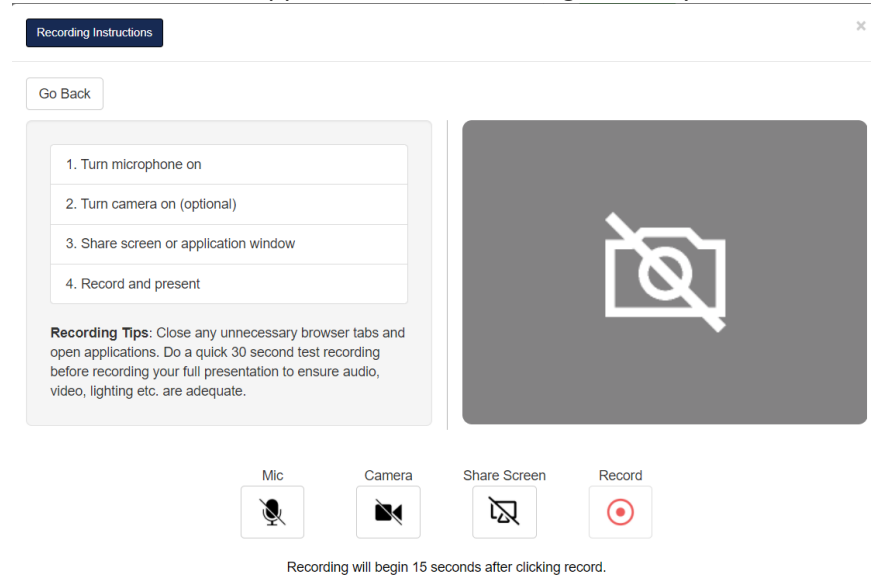 Recording Instructions
×
Go Back
1. Turn microphone on
2. Turn camera on (optional)
3. Share screen or application window
4. Record and present
Recording Tips: Close any unnecessary browser tabs and
open applications. Do a quick 30 second test recording
before recording your full presentation to ensure audio,
video, lighting etc. are adequate.
Mic Camera Share Screen Record
Recording will begin 15 seconds after clicking record.